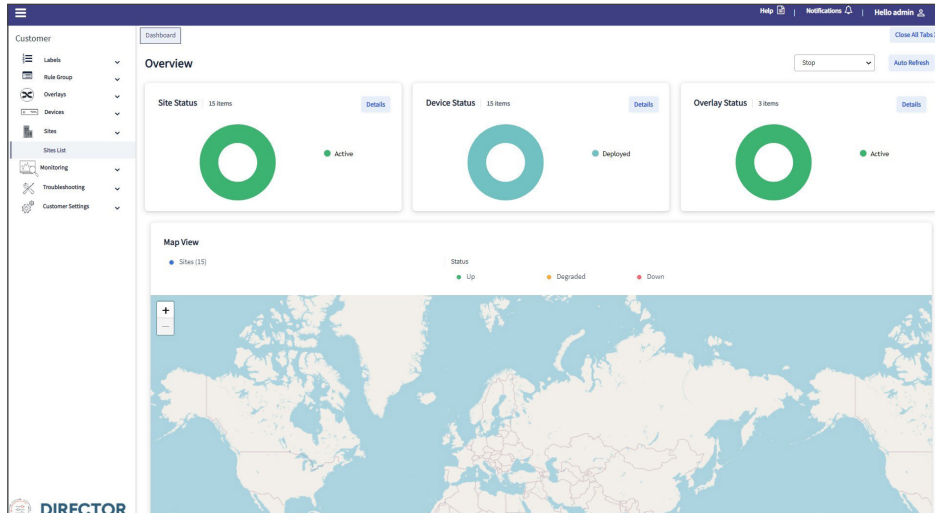 Help | Notifications | Hello admin
Customer
Labels
Rule Group
Overlays
Devices
Sites
Sites List
Monitoring
Troubleshooting
Customer Settings
DIRECTOR
Dashboard
Close All Tabs
Overview
Stop
Auto Refresh
Site Status | 15 items
Details
Active
Device Status | 15 items
Details
Deployed
Overlay Status | 3 items
Details
Active
Map View
Sites (15)
Status
Up
Degraded
Down
+
−